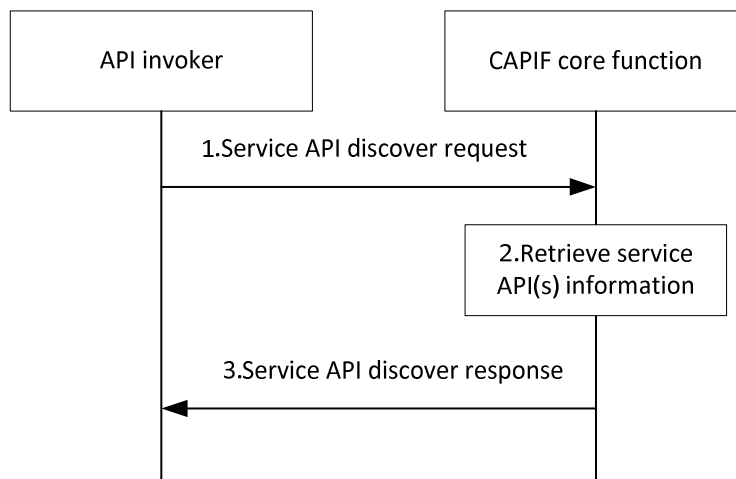 API invoker
CAPIF core function
1.Service API discover request
2.Retrieve service
API(s) information
3.Service API discover response